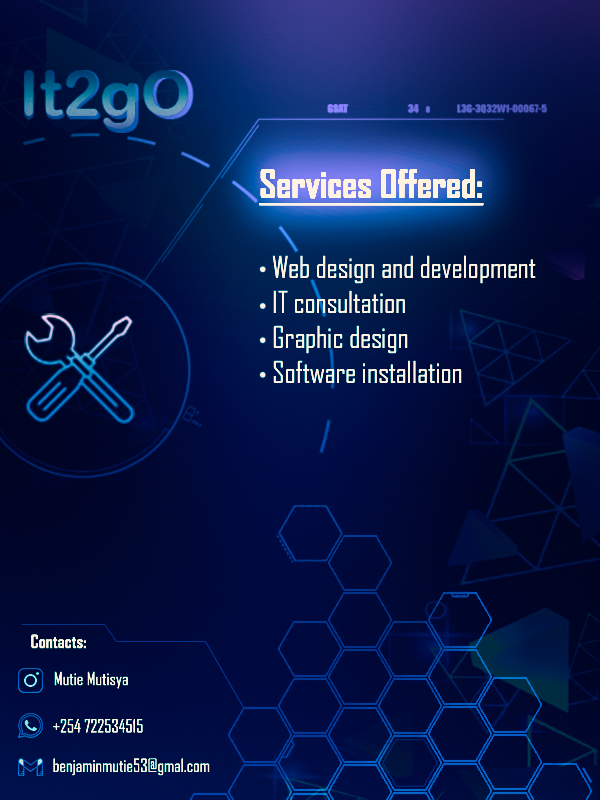 It2gO
GSAT 34 s L3G-3Q32W1-00067-5
Services Offered:
• Web design and development
• IT consultation
• Graphic design
• Software installation
Contacts:
Mutie Mutisya
+254 722534515
benjaminmutie53@gmal.com